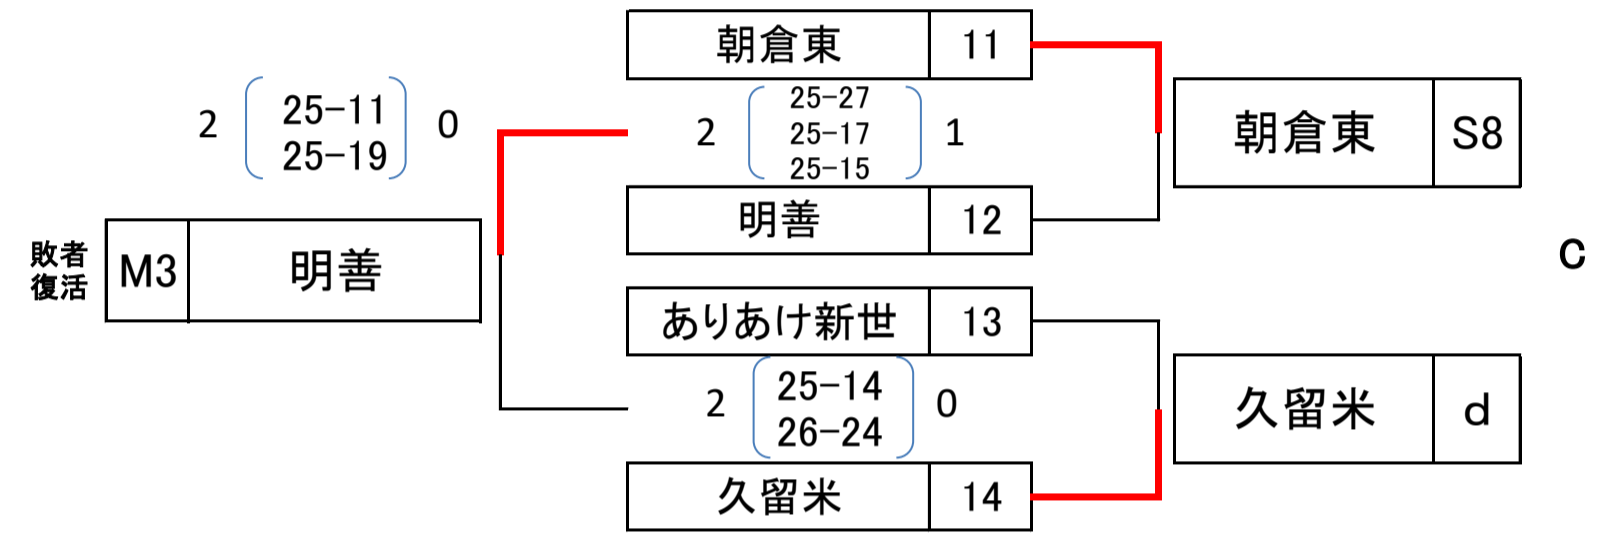 敗者
復活
M3 明善
2 25-11 0
25-19
朝倉東 11
25-27
2 25-17 1
25-15
明善 12
ありあけ新世 13
2 25-14 0
26-24
久留米 14
朝倉東 S8
久留米 d
C